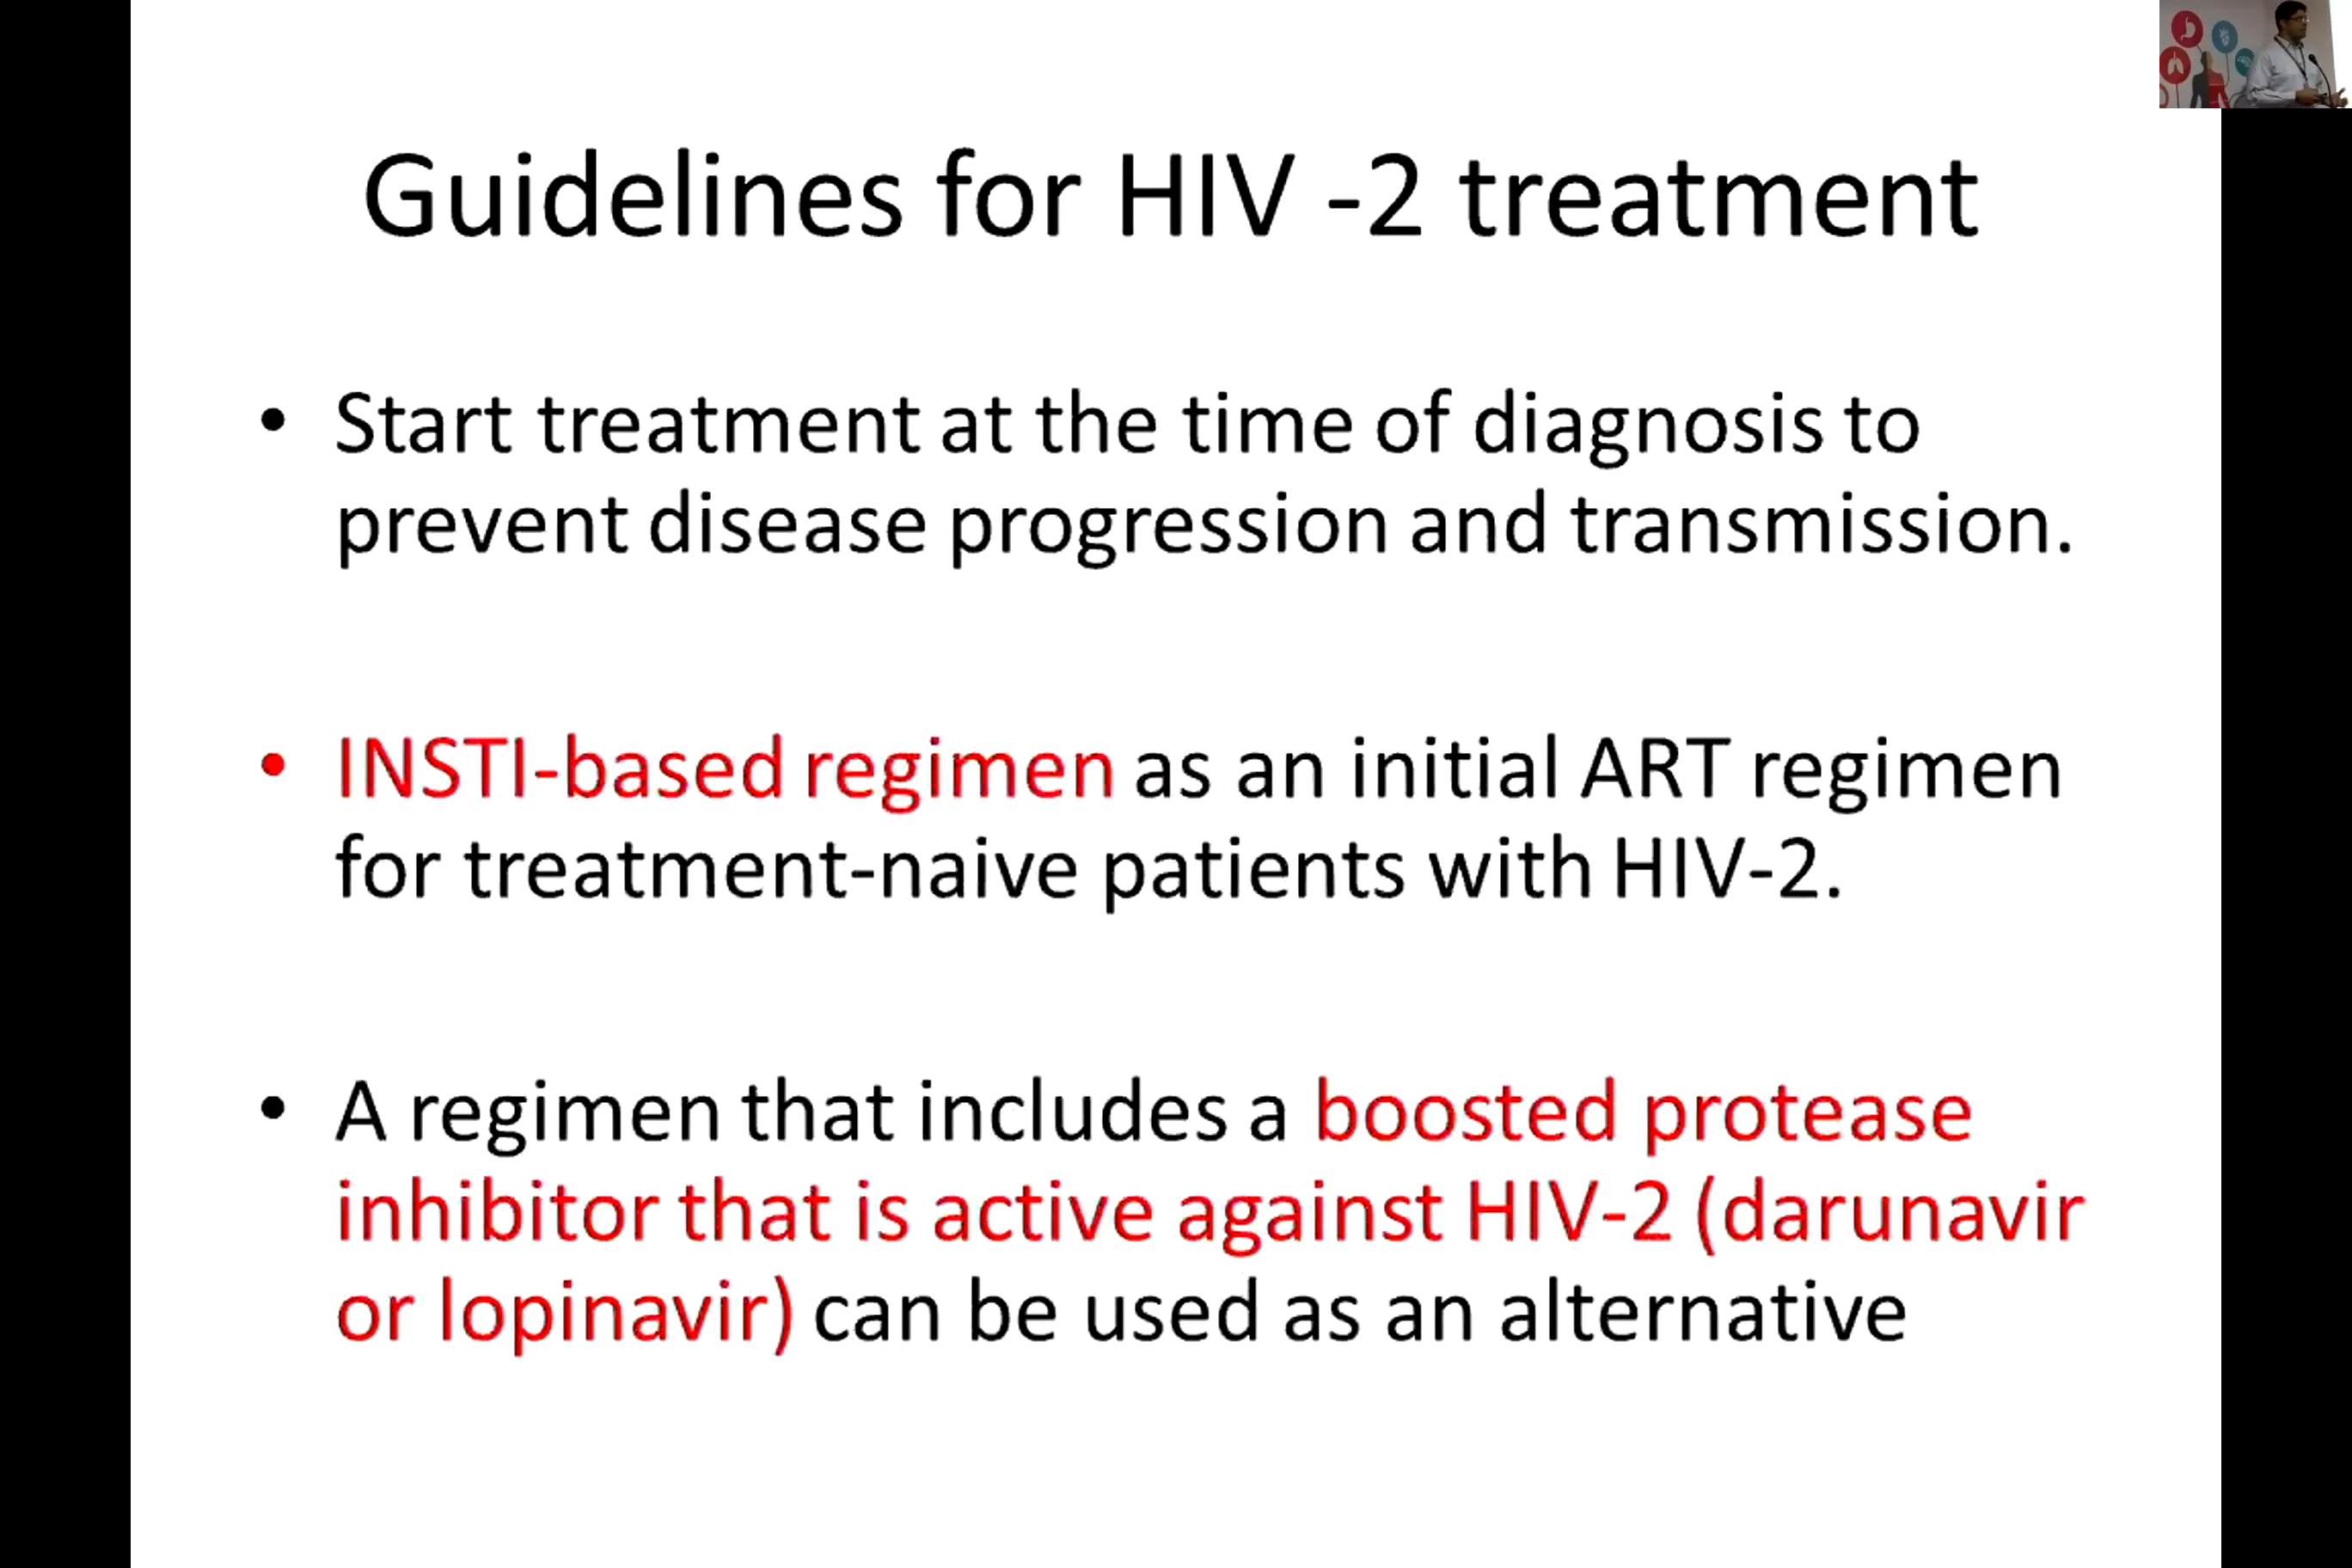 Guidelines for HIV -2 treatment
• Start treatment at the time of diagnosis to
prevent disease progression and transmission.
• INSTI-based regimen as an initial ART regimen
for treatment-naive patients with HIV-2.
• A regimen that includes a boosted protease
inhibitor that is active against HIV-2 (darunavir
or lopinavir) can be used as an alternative